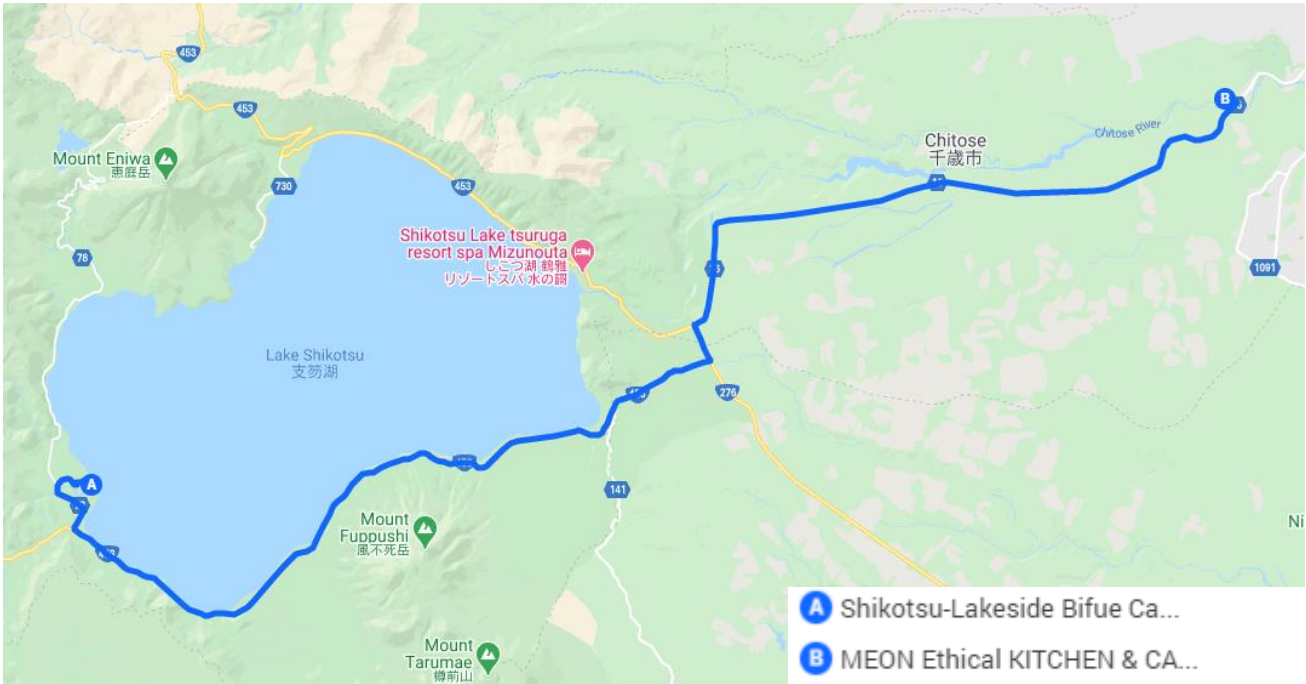 453
453
Mount Eniwa
恵庭岳
730
453
78
Shikotsu Lake tsuruga
resort spa Mizunouta
しこつ湖 鶴雅
リゾートスパ 水の謌
Lake Shikotsu
支笏湖
Chitose
千歳市
Chitose River
B
1091
276
A
141
Mount
Fuppushi
風不死岳
Mount
Tarumae
樽前山
Ni
A Shikotsu-Lakeside Bifue Ca...
B MEON Ethical KITCHEN & CA...